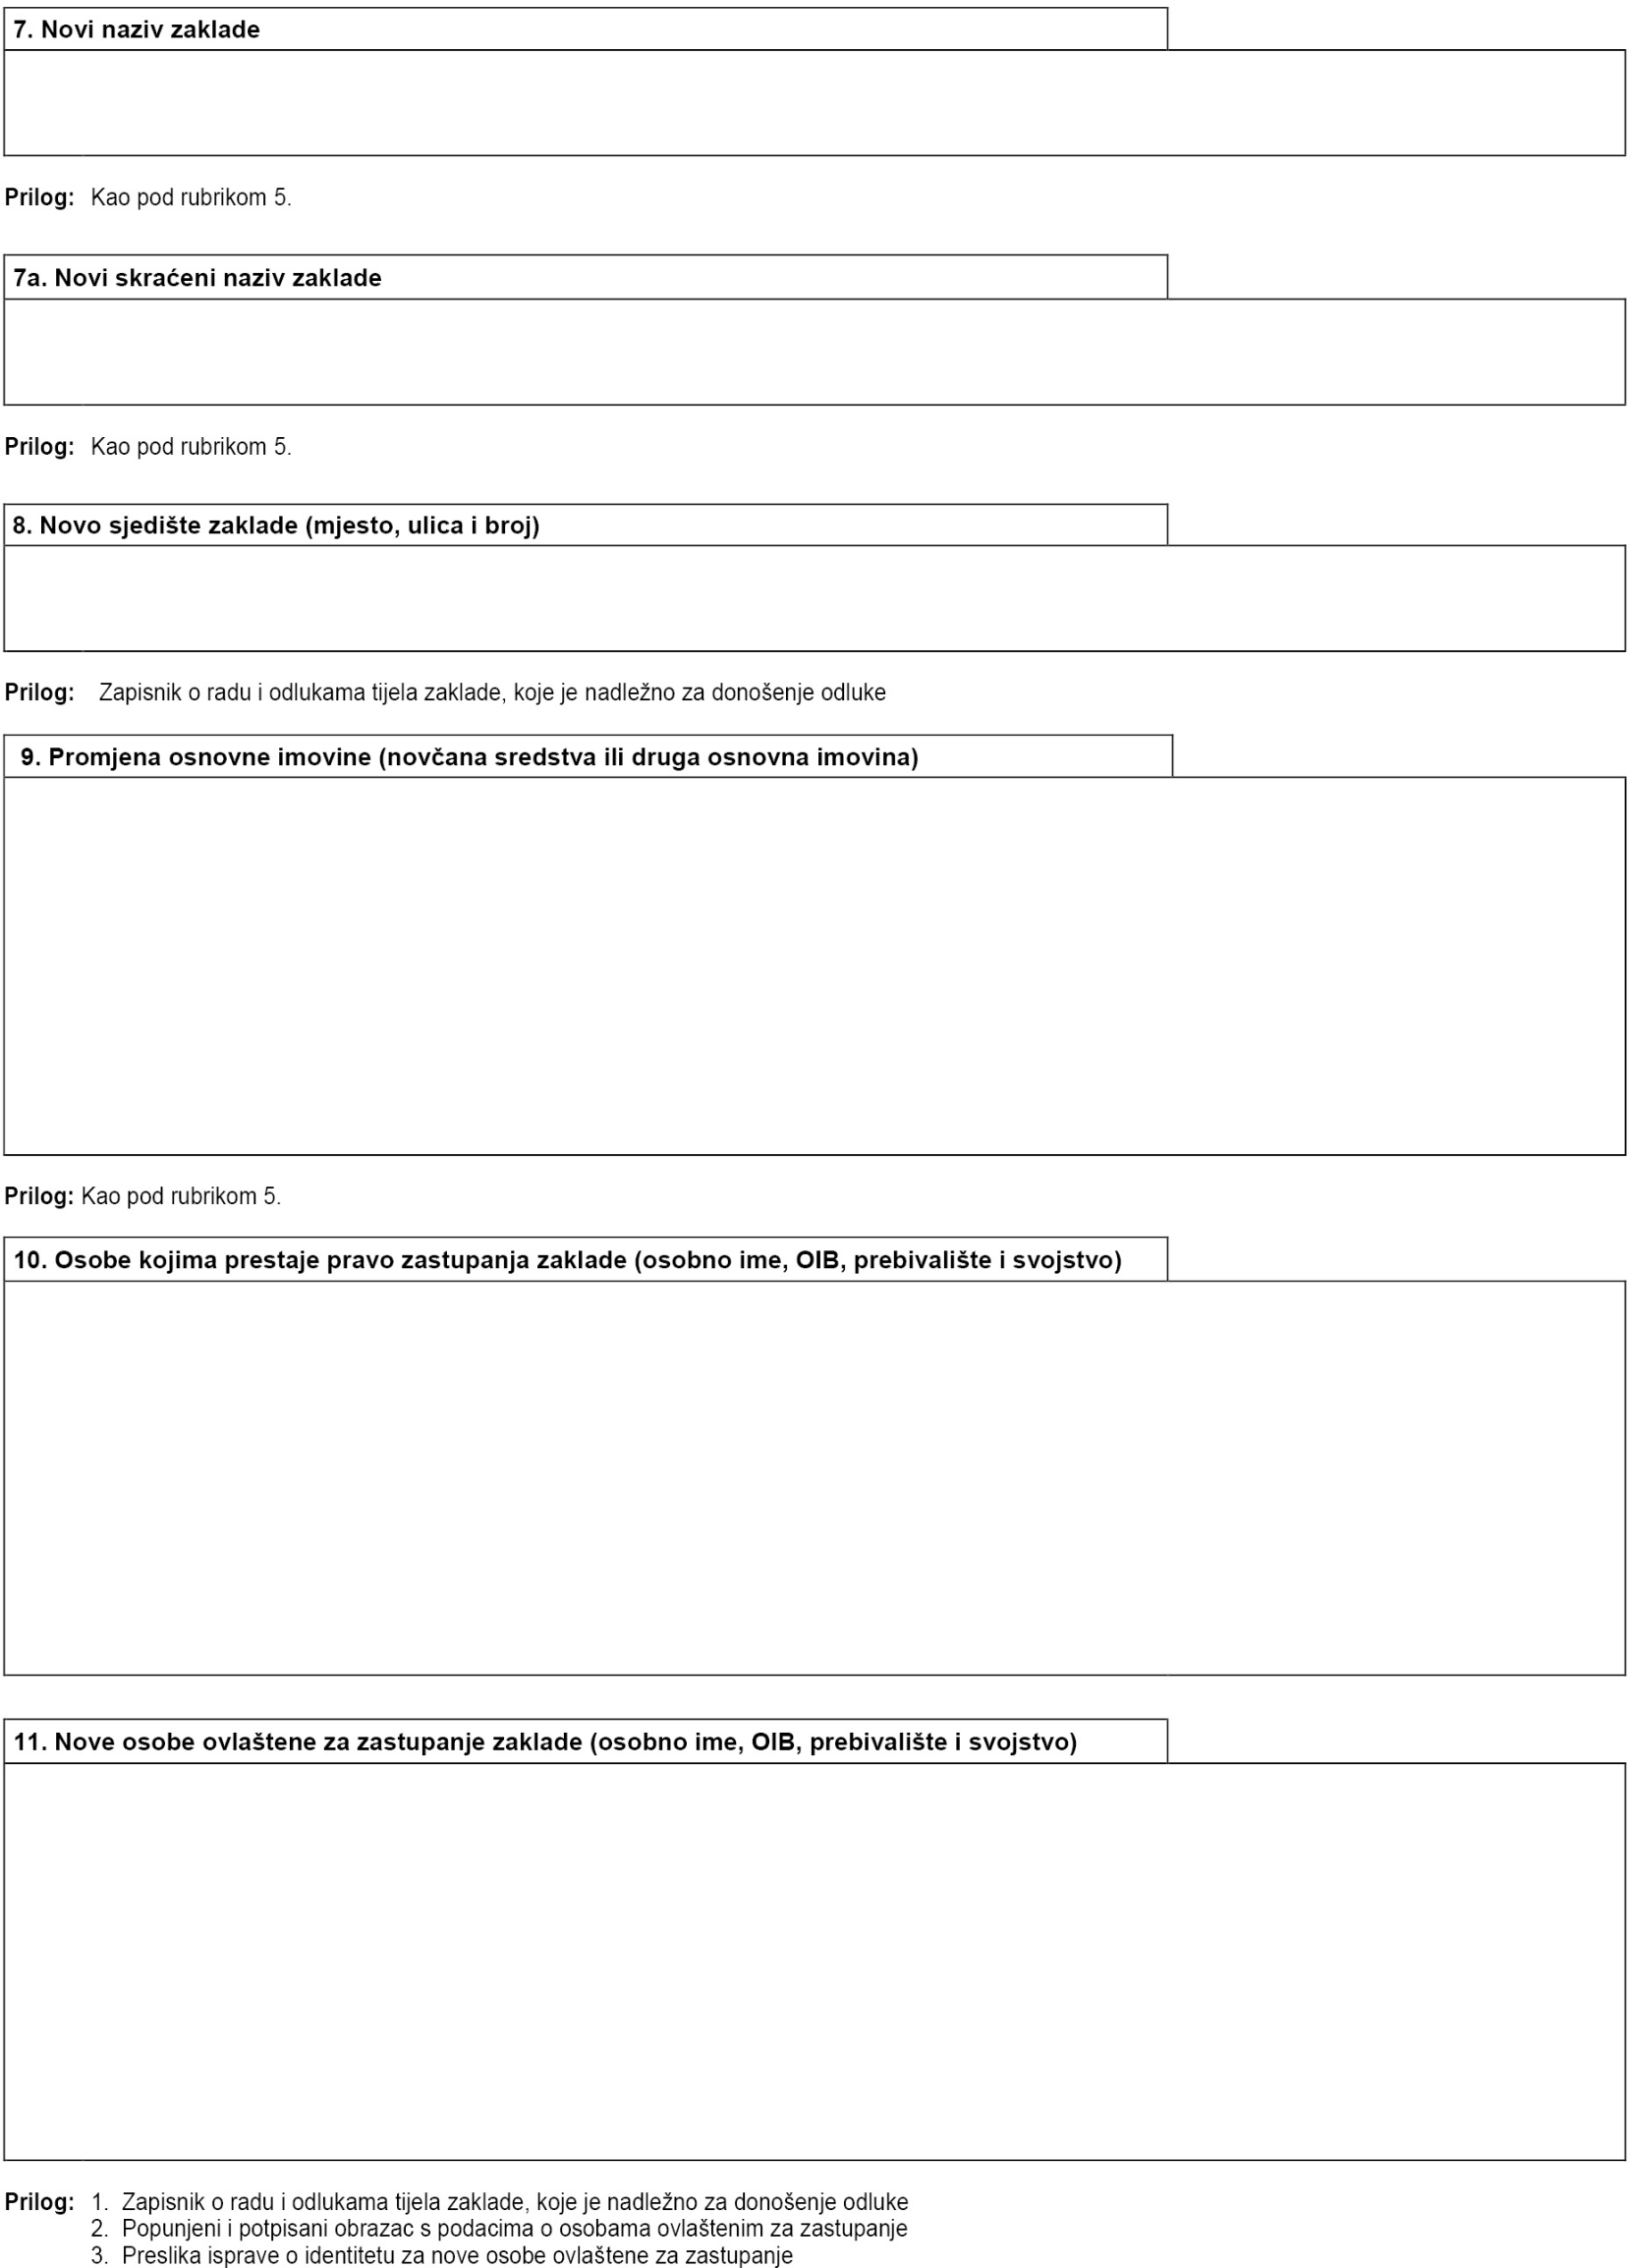 7. Novi naziv zaklade
Prilog: Kao pod rubrikom 5.
7a. Novi skraćeni naziv zaklade
Prilog: Kao pod rubrikom 5.
8. Novo sjedište zaklade (mjesto, ulica i broj)
Prilog: Zapisnik o radu i odlukama tijela zaklade, koje je nadležno za donošenje odluke
9. Promjena osnovne imovine (novčana sredstva ili druga osnovna imovina)
Prilog: Kao pod rubrikom 5.
10. Osobe kojima prestaje pravo zastupanja zaklade (osobno ime, OIB, prebivalište i svojstvo)
11. Nove osobe ovlaštene za zastupanje zaklade (osobno ime, OIB, prebivalište i svojstvo)
Prilog: 1. Zapisnik o radu i odlukama tijela zaklade, koje je nadležno za donošenje odluke
2. Popunjeni i potpisani obrazac s podacima o osobama ovlaštenim za zastupanje
3. Preslika isprave o identitetu za nove osobe ovlaštene za zastupanje